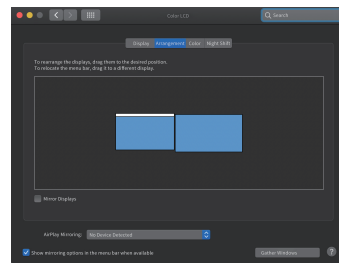 Color LCD
Search
Display Arrangement Color Night Shift
To rearrange the displays, drag them to the desired position.
To relocate the menu bar, drag it to a different display.
Mirror Displays
AirPlay Mirroring: No Device Detected
Show mirroring options in the menu bar when available
Gather Windows ?